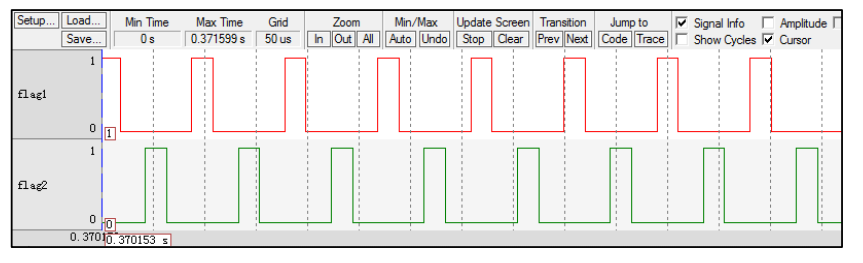 Setup... Load... Min Time Max Time Grid Zoom Min/Max Update Screen Transition Jump to Signal Info Amplitude
Save... 0 s 0.371599 s 50 us In Out All Auto Undo Stop Clear Prev Next Code Trace Show Cycles Cursor
1
flag1
0
1
1
flag2
0
0
0.370153 s